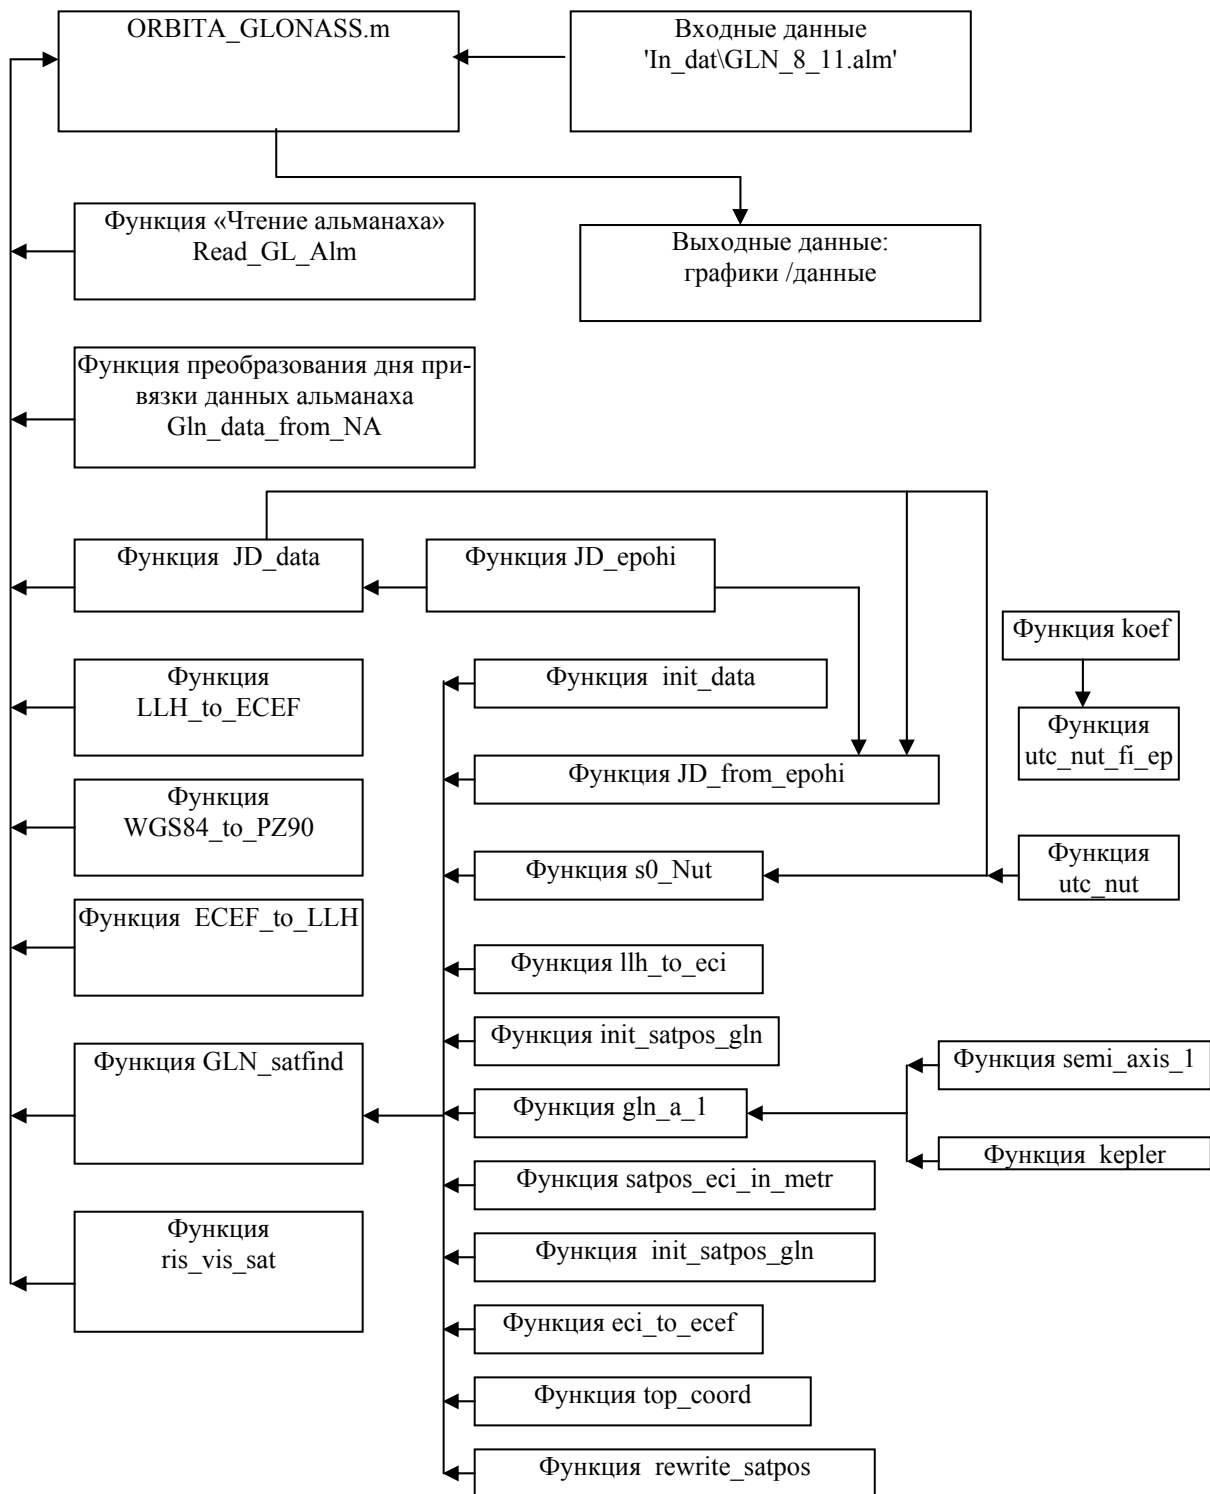 ORBITA_GLONASS.m
Входные данные
'In_dat\GLN_8_11.alm'
Функция «Чтение альманаха»
Read_GL_Alm
Выходные данные:
графики /данные
Функция преобразования дня при-
вязки данных альманаха
Gln_data_from_NA
Функция JD_data
Функция JD_epohi
Функция koef
Функция
LLH_to_ECEF
Функция init_data
Функция
utc_nut_fi_ep
Функция JD_from_epohi
Функция
WGS84_to_PZ90
Функция s0_Nut
Функция
utc_nut
Функция ECEF_to_LLH
Функция llh_to_eci
Функция init_satpos_gln
Функция GLN_satfind
Функция semi_axis_1
Функция gln_a_1
Функция kepler
Функция satpos_eci_in_metr
Функция
ris_vis_sat
Функция init_satpos_gln
Функция eci_to_ecef
Функция top_coord
Функция rewrite_satpos